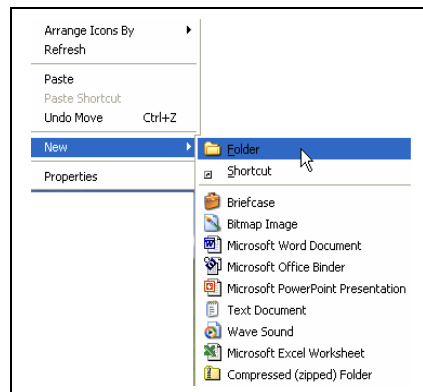 Arrange Icons By
Refresh
Paste
Paste Shortcut
Undo Move Ctrl+Z
New
Properties
Folder
Shortcut
Briefcase
Bitmap Image
Microsoft Word Document
Microsoft Office Binder
Microsoft PowerPoint Presentation
Text Document
Wave Sound
Microsoft Excel Worksheet
Compressed (zipped) Folder